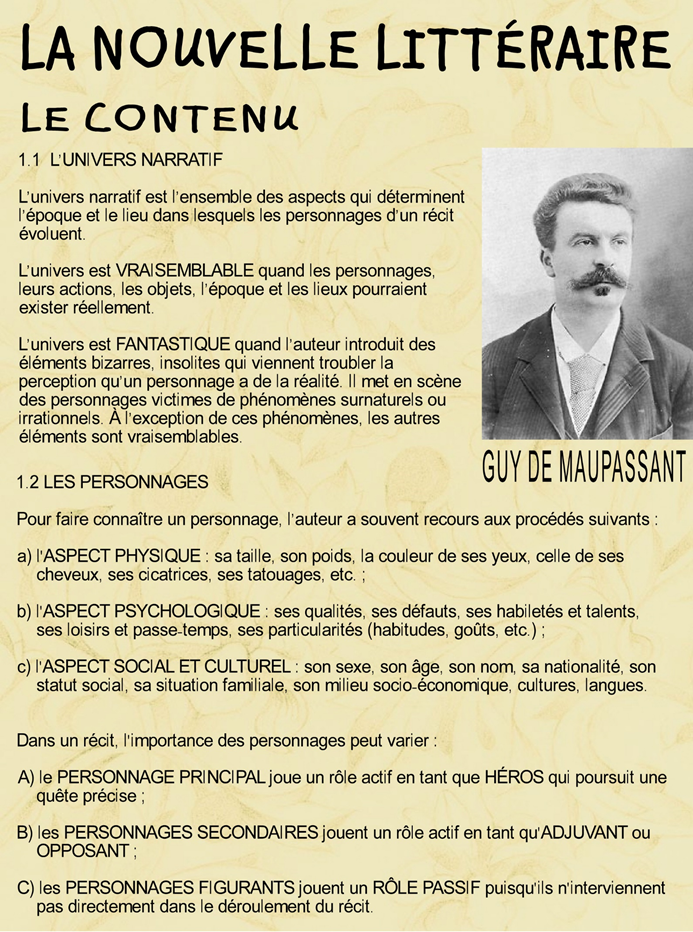 LA NOUVELLE LITTÉRAIRE
LE CONTENU
1.1 L'UNIVERS NARRATIF
L'univers narratif est l'ensemble des aspects qui déterminent
l'époque et le lieu dans lesquels les personnages d'un récit
évoluent.
L'univers est VRAISEMBLABLE quand les personnages,
leurs actions, les objets, l'époque et les lieux pourraient
exister réellement.
L'univers est FANTASTIQUE quand l'auteur introduit des
éléments bizarres, insolites qui viennent troubler la
perception qu'un personnage a de la réalité. Il met en scène
des personnages victimes de phénomènes surnaturels ou
irrationnels. À l'exception de ces phénomènes, les autres
éléments sont vraisemblables.
GUY DE MAUPASSANT
1.2 LES PERSONNAGES
Pour faire connaître un personnage, l'auteur a souvent recours aux procédés suivants :
a) l'ASPECT PHYSIQUE : sa taille, son poids, la couleur de ses yeux, celle de ses
cheveux, ses cicatrices, ses tatouages, etc. ;
b) l'ASPECT PSYCHOLOGIQUE : ses qualités, ses défauts, ses habiletés et talents,
ses loisirs et passe-temps, ses particularités (habitudes, goûts, etc.) ;
c) l'ASPECT SOCIAL ET CULTUREL : son sexe, son âge, son nom, sa nationalité, son
statut social, sa situation familiale, son milieu socio-économique, cultures, langues.
Dans un récit, l'importance des personnages peut varier :
A) le PERSONNAGE PRINCIPAL joue un rôle actif en tant que HÉROS qui poursuit une
quête précise ;
B) les PERSONNAGES SECONDAIRES jouent un rôle actif en tant qu'ADJUVANT ou
OPPOSANT ;
C) les PERSONNAGES FIGURANTS jouent un RÔLE PASSIF puisqu'ils n'interviennent
pas directement dans le déroulement du récit.